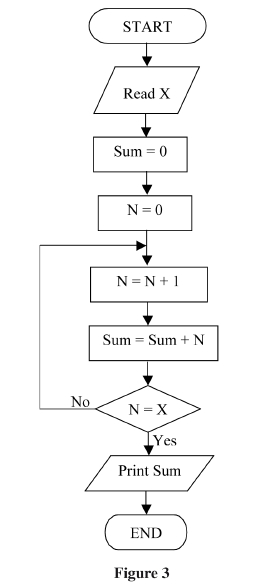 START
Read X
Sum = 0
N = 0
N = N + 1
Sum = Sum + N
No
N = X
Yes
Print Sum
END
Figure 3